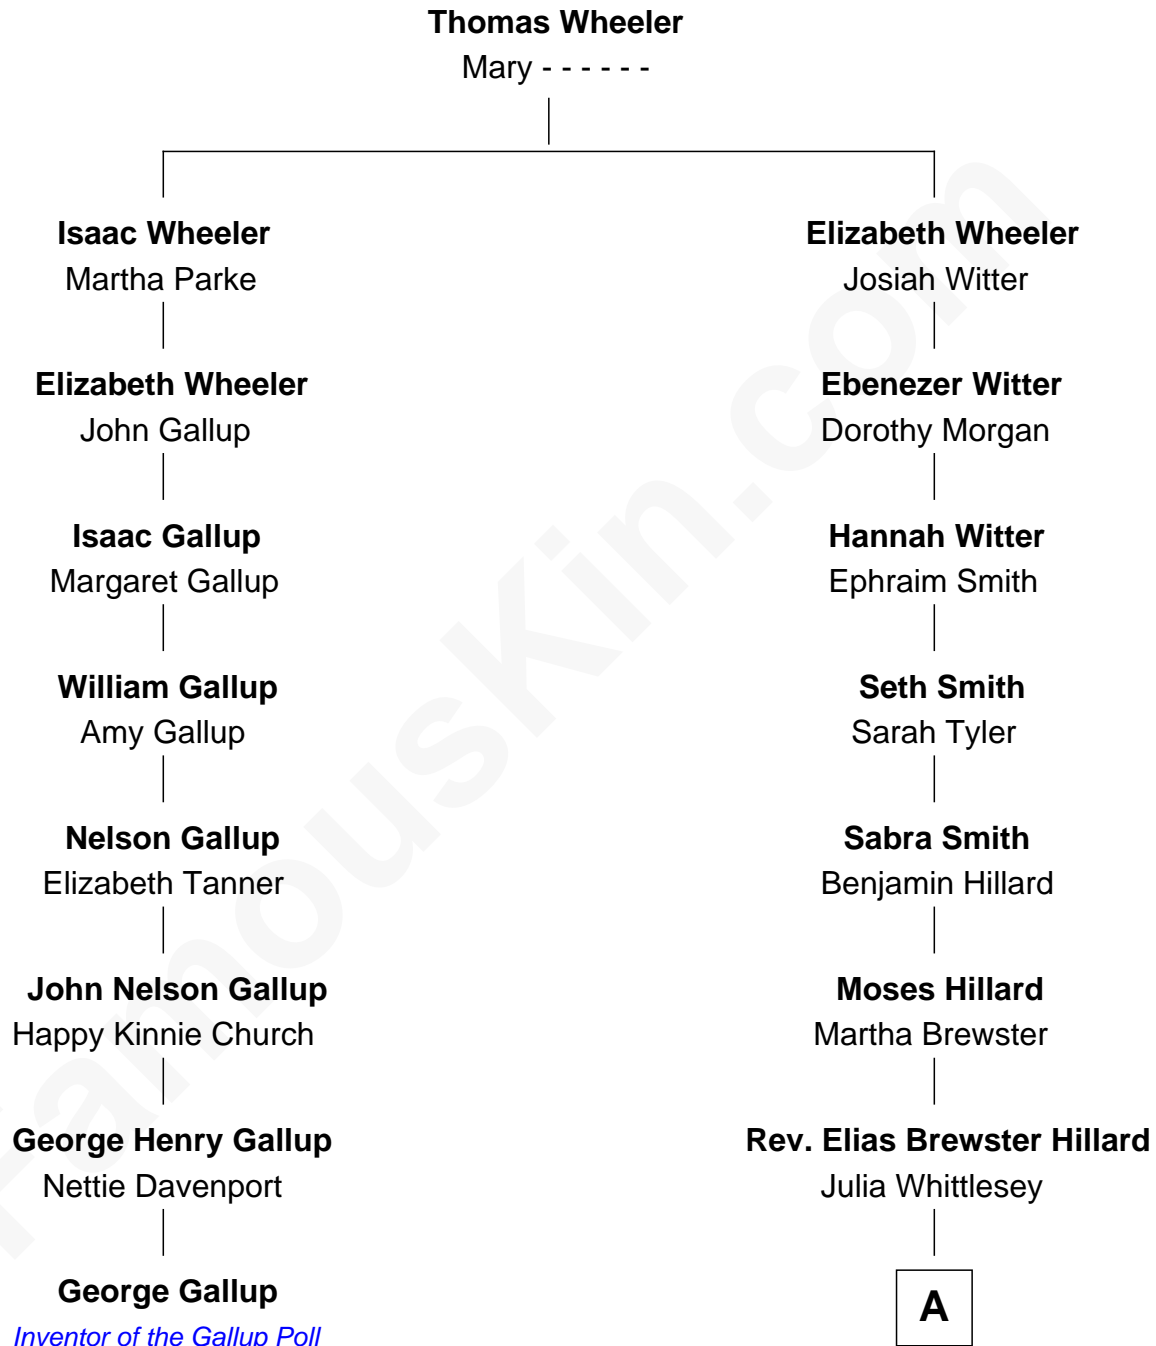 Thomas Wheeler
Mary - - - - - -
Isaac Wheeler
Martha Parke
Elizabeth Wheeler
Josiah Witter
Elizabeth Wheeler
John Gallup
Ebenezer Witter
Dorothy Morgan
Isaac Gallup
Margaret Gallup
Hannah Witter
Ephraim Smith
William Gallup
Amy Gallup
Seth Smith
Sarah Tyler
Nelson Gallup
Elizabeth Tanner
Sabra Smith
Benjamin Hillard
John Nelson Gallup
Happy Kinnie Church
Moses Hillard
Martha Brewster
George Henry Gallup
Nettie Davenport
Rev. Elias Brewster Hillard
Julia Whittlesey
George Gallup
Inventor of the Gallup Poll
A
FamousKin.com